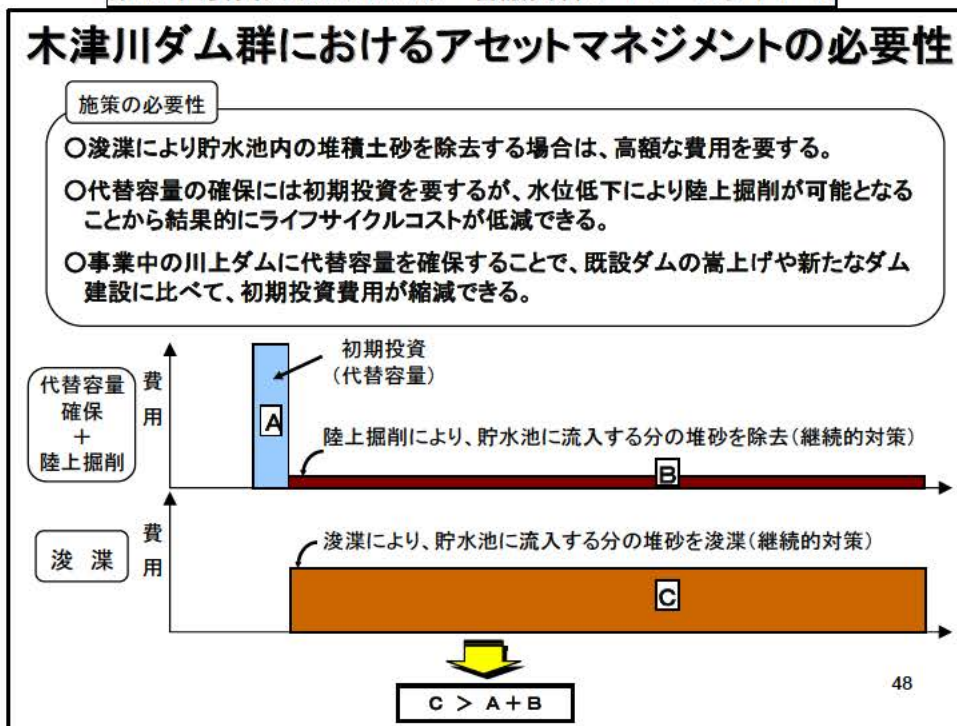 木津川ダム群におけるアセットマネジメントの必要性
施策の必要性
○浚渫により貯水池内の堆積土砂を除去する場合は、高額な費用を要する。
○代替容量の確保には初期投資を要するが、水位低下により陸上掘削が可能となる
ことから結果的にライフサイクルコストが低減できる。
○事業中の川上ダムに代替容量を確保することで、既設ダムの嵩上げや新たなダム
建設に比べて、初期投資費用が縮減できる。
代替容量
確保
+
陸上掘削
費
用
初期投資
(代替容量)
A
陸上掘削により、貯水池に流入する分の堆砂を除去(継続的対策)
B
浚 渫
費
用
浚渫により、貯水池に流入する分の堆砂を浚渫(継続的対策)
C
C > A+B
48